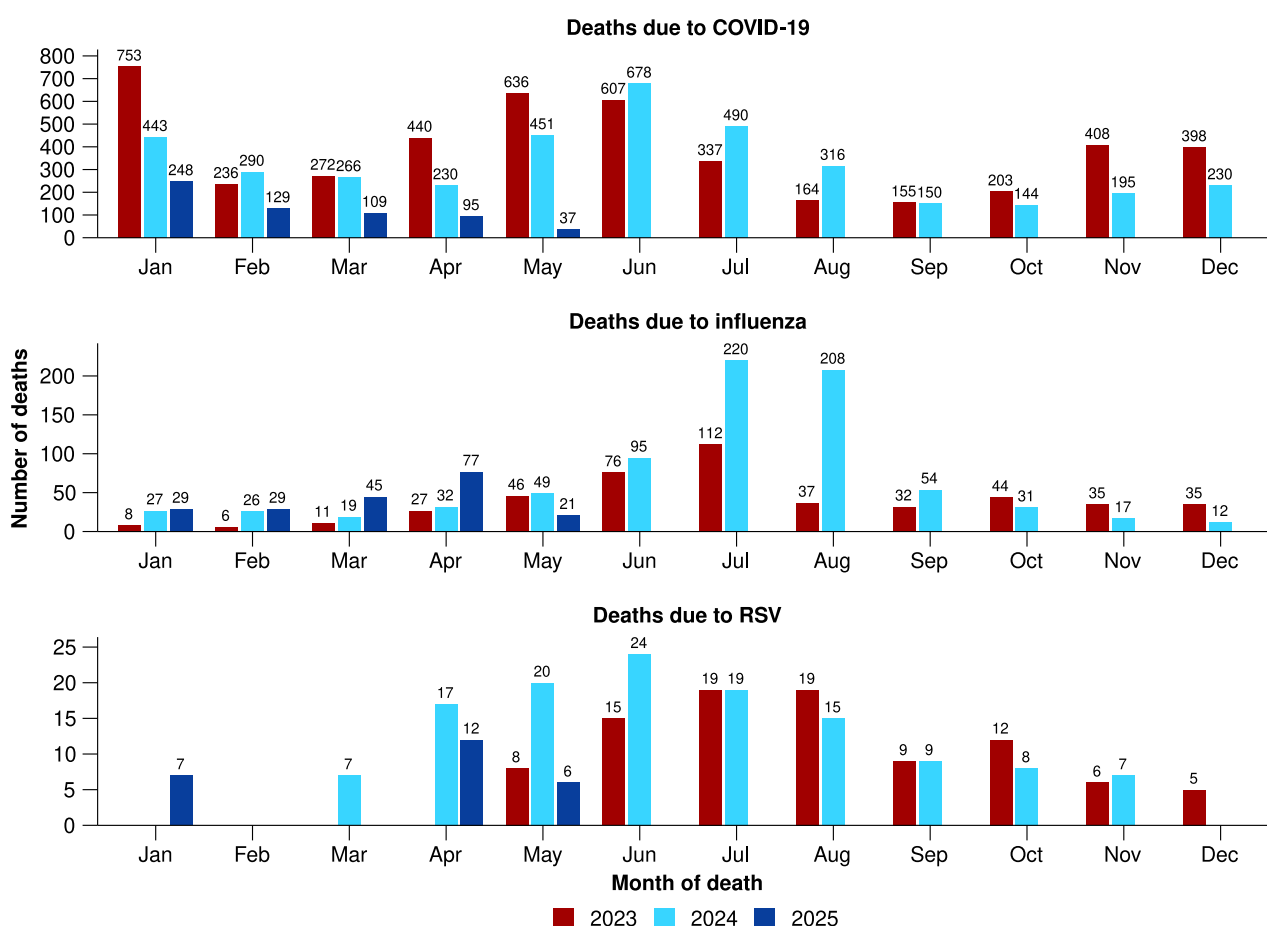 Deaths due to COVID-19
800
700
600
500
400
300
200
100
0
753 443 248
236 290 129
272 266 109
440 230 95
636 451 37
607 678
337 490
164 316
155 150
203 144
408 195
398 230
Jan Feb Mar Apr May Jun Jul Aug Sep Oct Nov Dec
Deaths due to influenza
Number of deaths
200
150
100
50
0
8 27 29
6 26 29
11 19 45
27 32 77
46 49 21
76 95
112 220
37 208
32 54
44 31
35 17
35 12
Jan Feb Mar Apr May Jun Jul Aug Sep Oct Nov Dec
Deaths due to RSV
25
20
15
10
5
0
7
7
17 12
8 20 6
15 24
19 19
19 15
9 9
12 8
6 7
5
Jan Feb Mar Apr May Jun Jul Aug Sep Oct Nov Dec
Month of death
2023 2024 2025